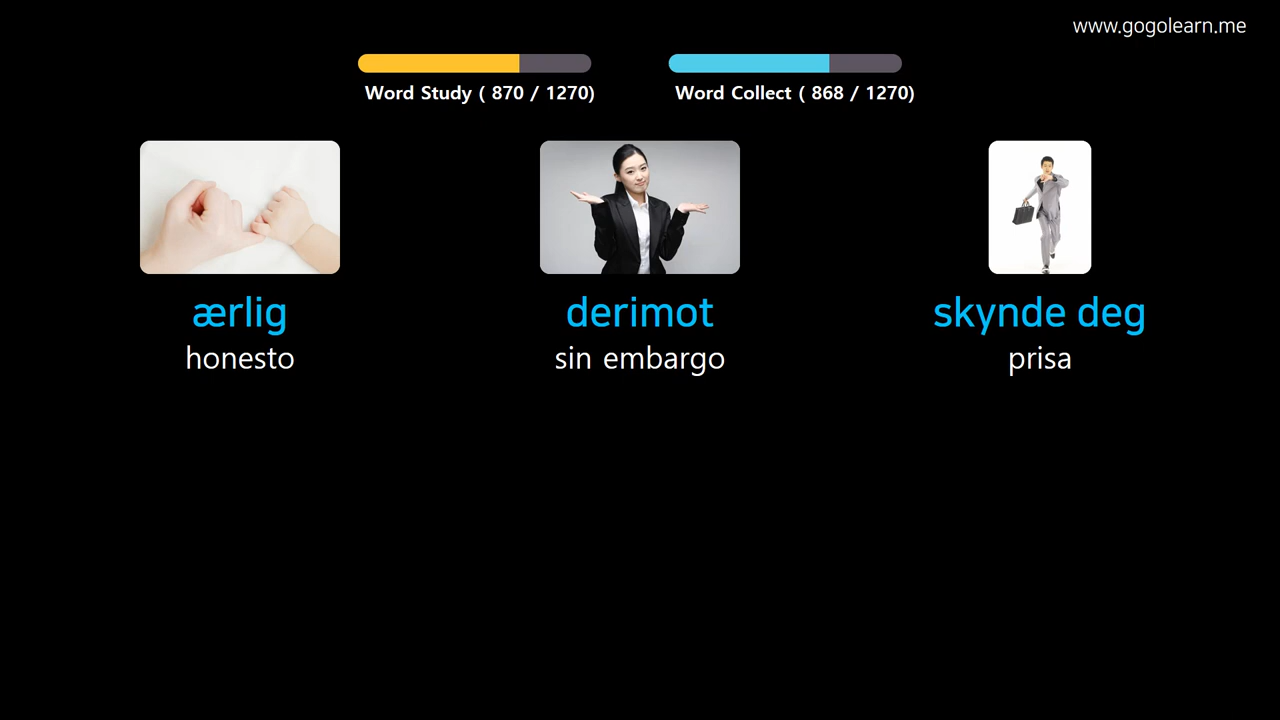 www.gogolearn.me
Word Study ( 870 / 1270)
Word Collect ( 868 / 1270)
ærlig
honesto
derimot
sin embargo
skynde deg
prisa